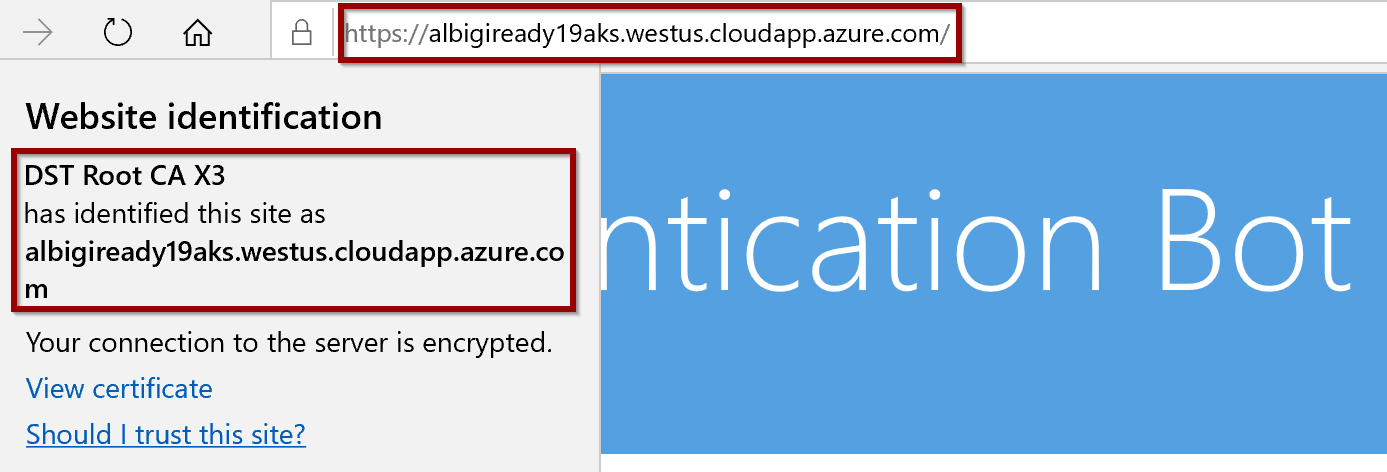 https://albigiready19aks.westus.cloudapp.azure.com/
Website identification
DST Root CA X3
has identified this site as
albigiready19aks.westus.cloudapp.azure.co
m
Your connection to the server is encrypted.
View certificate
Should I trust this site?
ntication Bot